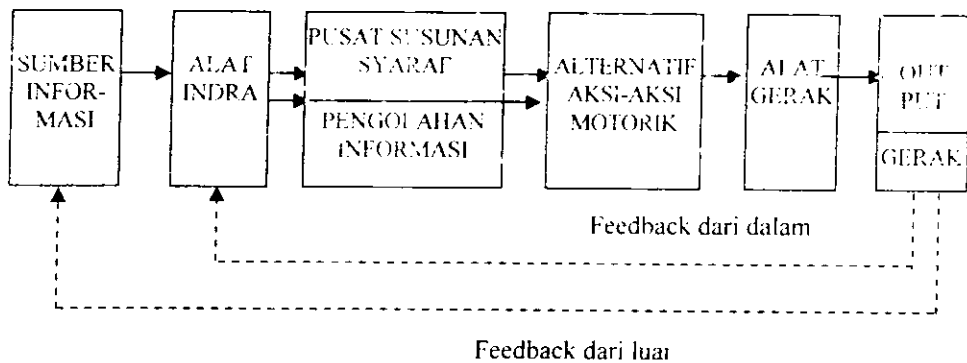 SUMBER
INFOR-
MASI
ALAT
INDRA
PUSAT SUSUNAN
SYARAF
PENGOLAHAN
INFORMASI
ALTERNATIF
AKSI-AKSI
MOTORIK
ALAT
GERAK
OUT
PUT
GERAK
Feedback dari dalam
Feedback dari luar